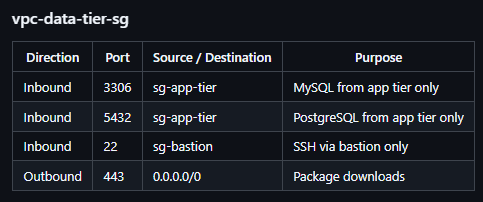 vpc-data-tier-sg
Direction Port Source / Destination Purpose
Inbound 3306 sg-app-tier MySQL from app tier only
Inbound 5432 sg-app-tier PostgreSQL from app tier only
Inbound 22 sg-bastion SSH via bastion only
Outbound 443 0.0.0.0/0 Package downloads